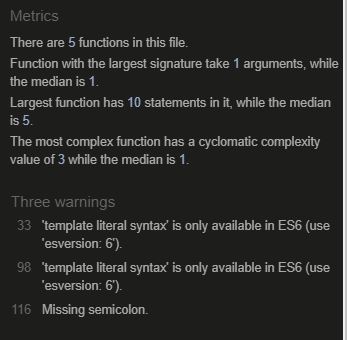 Metrics
There are 5 functions in this file.
Function with the largest signature take 1 arguments, while
the median is 1.
Largest function has 10 statements in it, while the median
is 5.
The most complex function has a cyclomatic complexity
value of 3 while the median is 1.
Three warnings
33 'template literal syntax' is only available in ES6 (use
'esversion: 6').
98 'template literal syntax' is only available in ES6 (use
'esversion: 6').
116 Missing semicolon.